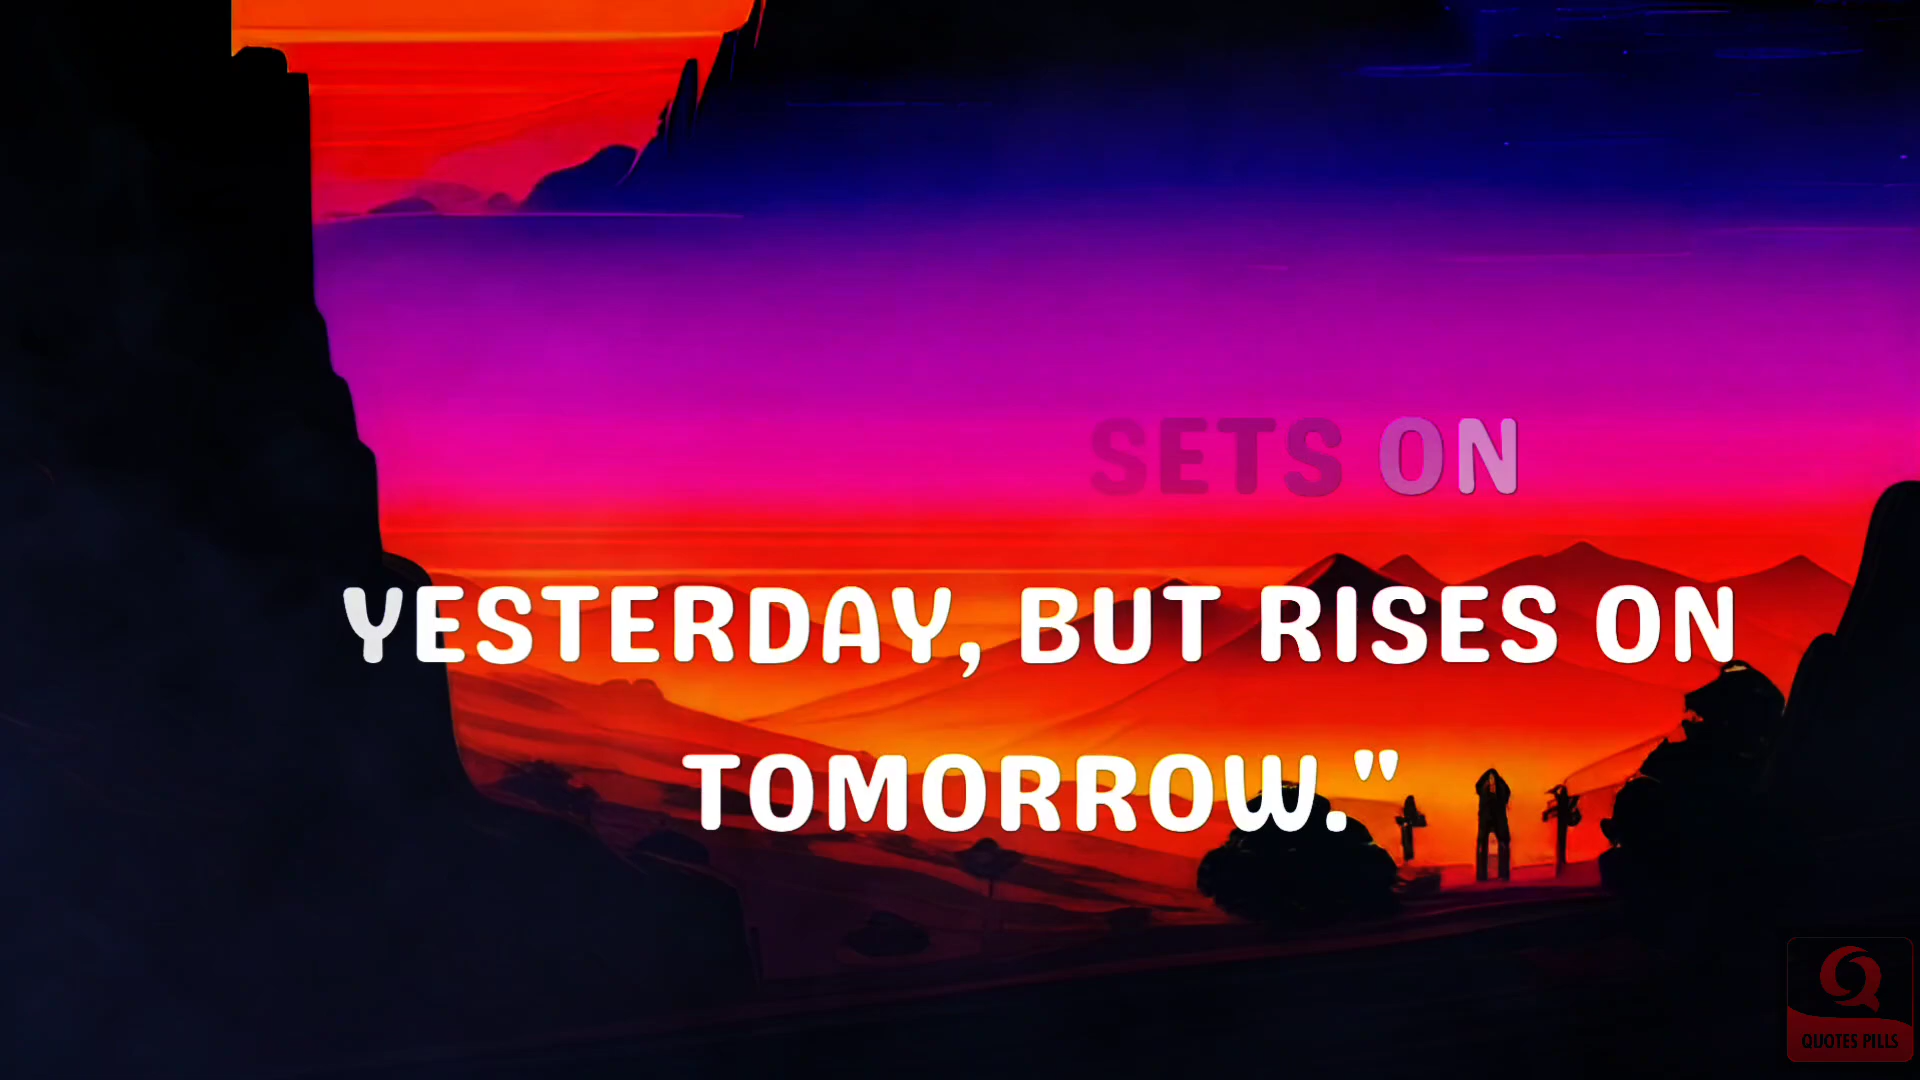 SETS ON
YESTERDAY, BUT RISES ON
TOMORROW."
QUOTES PILLS